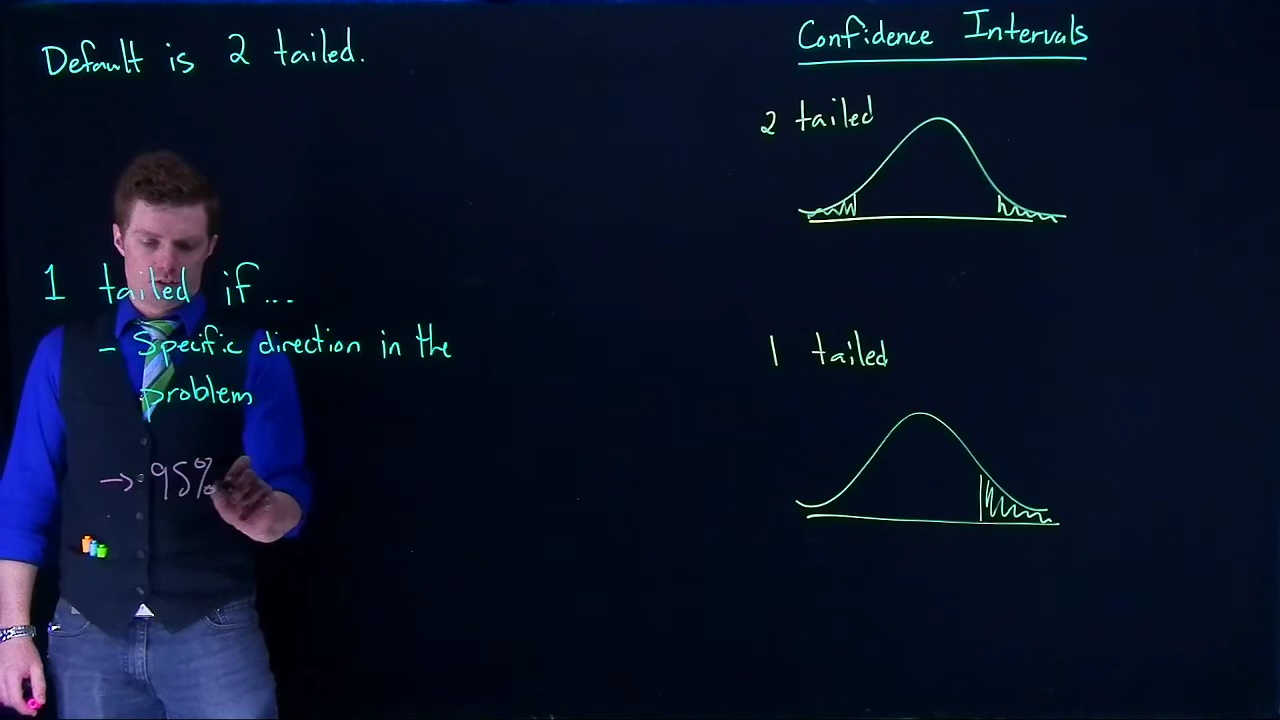 Default is 2 tailed.
1 tailed if...
- Specific direction in the
problem
→ 95%
Confidence Intervals
2 tailed
1 tailed